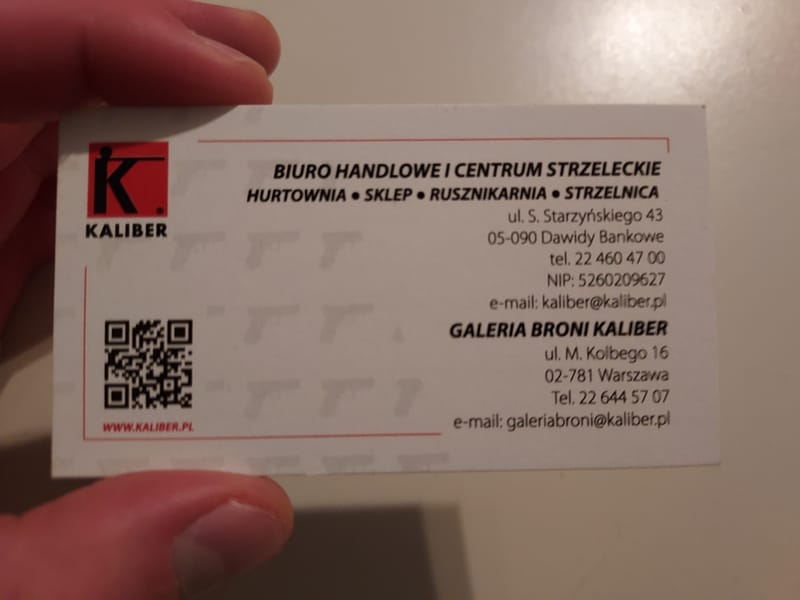 K
KALIBER
BIURO HANDLOWE I CENTRUM STRZELECKIE
HURTOWNIA ● SKLEP ● RUSZNIKARNIA ● STRZELNICA
ul. S. Starzyńskiego 43
05-090 Dawidy Bankowe
tel. 22 460 47 00
NIP: 5260209627
e-mail: kaliber@kaliber.pl
GALERIA BRONI KALIBER
ul. M. Kolbego 16
02-781 Warszawa
Tel. 22 644 57 07
e-mail: galeriabroni@kaliber.pl
WWW.KALIBER.PL